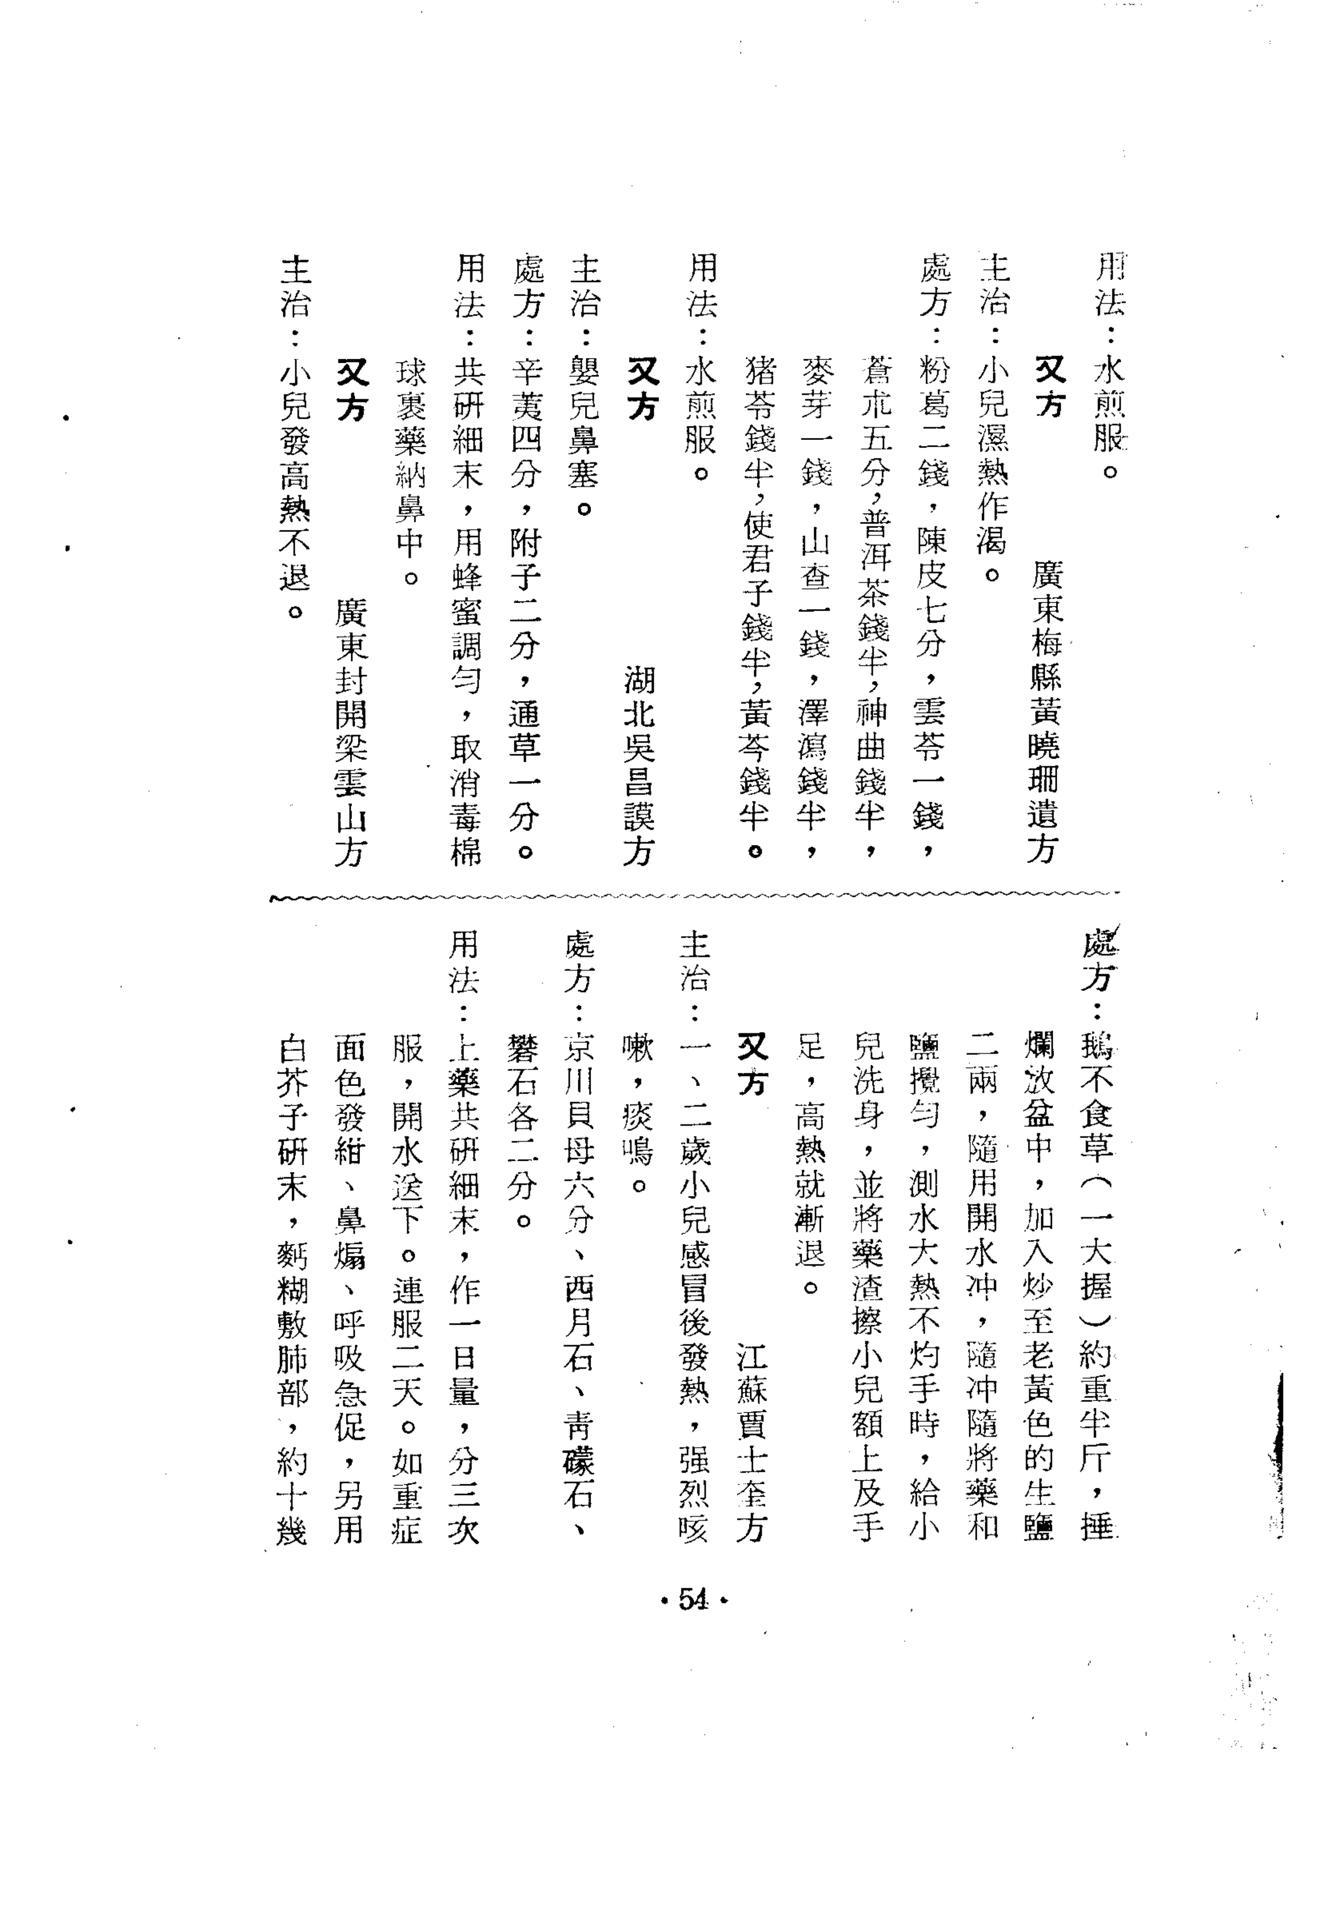 用法：水煎服。
又方　廣東梅縣黃曉珊遺方
主治：小兒濕熱作渴。
處方：粉葛二錢，陳皮七分，雲苓一錢，
蒼朮五分，普洱茶錢半，神曲錢半，
麥芽一錢，山查一錢，澤瀉錢半，
猪苓錢半，使君子錢半，黃芩錢半。
用法：水煎服。
又方　湖北吳昌謨方
主治：嬰兒鼻塞。
處方：辛荑四分，附子二分，通草一分。
用法：共研細末，用蜂蜜調勻，取消毒棉
球裹藥納鼻中。
又方　廣東封開梁雲山方
主治：小兒發高熱不退。
處方：鵝不食草（一大握）約重半斤，捶
爛放盆中，加入炒至老黃色的生鹽
二兩，隨用開水冲，隨冲隨將藥和
鹽攪勻，測水大熱不灼手時，給小
兒洗身，並將藥渣擦小兒額上及手
足，高熱就漸退。
又方　江蘇賈士奎方
主治：一、二歲小兒感冒後發熱，强烈咳
嗽，痰鳴。
處方：京川貝母六分、西月石、青礞石、
礬石各二分。
用法：上藥共研細末，作一日量，分三次
服，開水送下。連服二天。如重症
面色發紺、鼻煽、呼吸急促，另用
白芥子研末，麪糊敷肺部，約十幾
·54·